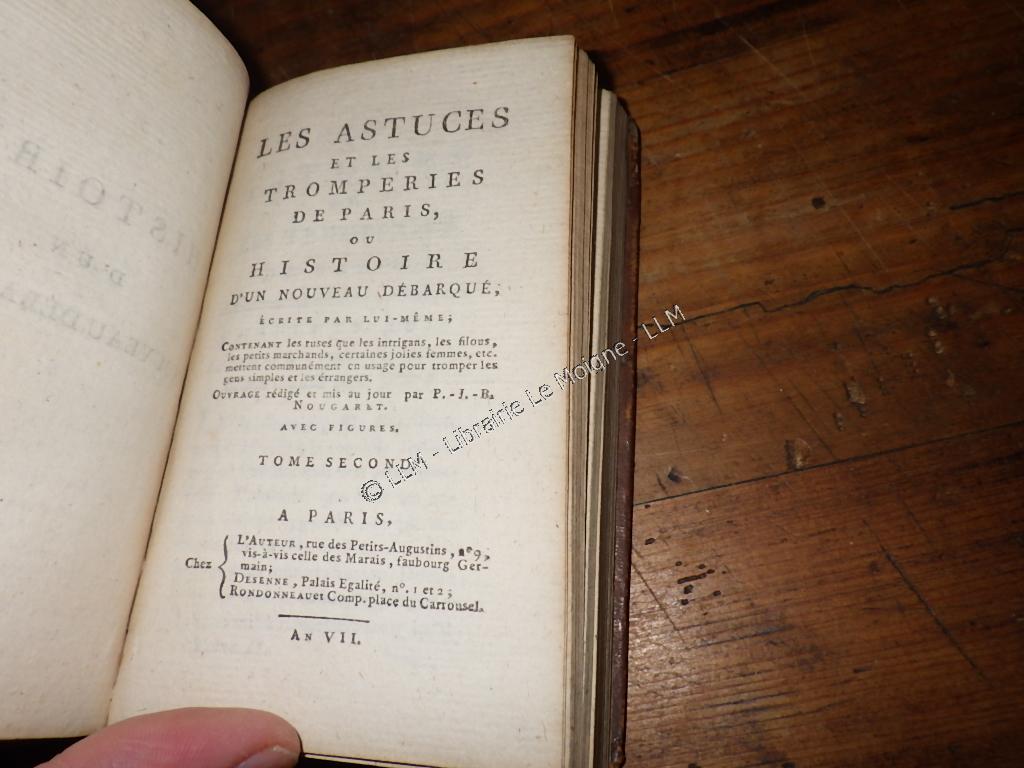 LES ASTUCES
ET LES
TROMPERIES
DE PARIS,
OU
HISTOIRE
D'UN NOUVEAU DÉBARQUÉ,
ÉCRITE PAR LUI-MÊME;
CONTENANT les ruses que les intrigans, les filous,
les petits marchands, certaines jolies femmes, etc.
mettent communément en usage pour tromper les
gens simples et les étrangers.
OUVRAGE rédigé et mis au jour par P.-J.-B.
NOUGARET.
AVEC FIGURES.
TOME SECOND.
A PARIS,
Chez
L'AUTEUR, rue des Petits-Augustins, nº 9,
vis-à-vis celle des Marais, faubourg Ger-
main;
DESENNE, Palais Egalité, nº. 1 et 2;
RONDONNEAU et Comp. place du Carrousel.
AN VII.
© LLM - Librairie Le Moigne - LLM